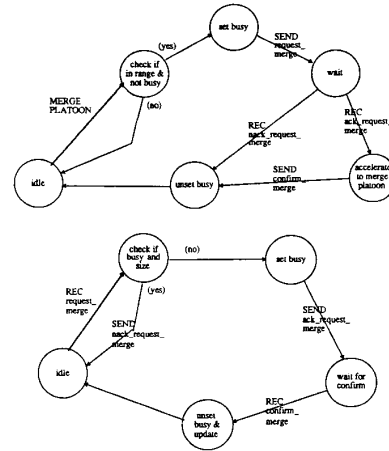 set busy
(yes)
SEND
request_
merge
check if
in range &
not busy
wait
(no)
MERGE
PLATOON
REC
nack_request_
merge
REC
ack_request_
merge
SEND
confirm_
merge
idle
unset busy
accelerate
to merge
platoon
check if
busy and
size
(no)
set busy
(yes)
REC
request_
merge
SEND
nack_request_
merge
SEND
ack_request_
merge
idle
wait for
confirm
REC
confirm_
merge
unset
busy &
update